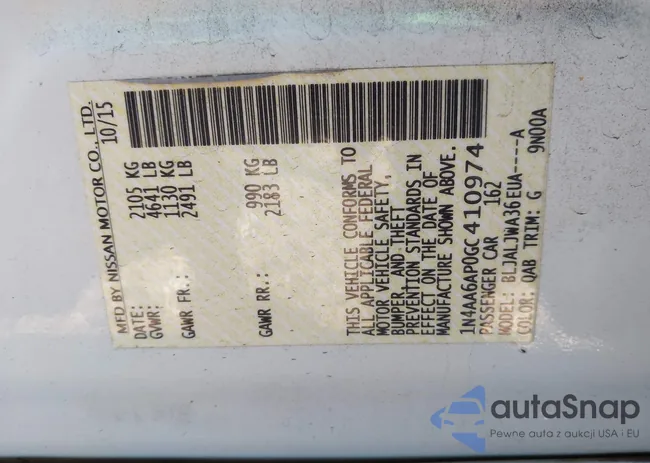 MFD BY NISSAN MOTOR CO., LTD.
DATE: 10/15
GVWR: 2105 KG
4641 LB
GAWR FR.: 1130 KG
2491 LB
GAWR RR.: 990 KG
2183 LB
THIS VEHICLE CONFORMS TO
ALL APPLICABLE FEDERAL
MOTOR VEHICLE SAFETY,
BUMPER, AND THEFT
PREVENTION STANDARDS IN
EFFECT ON THE DATE OF
MANUFACTURE SHOWN ABOVE.
1N4AA6AP0GC410974
PASSENGER CAR 162
MODEL: BLJALJWA36EUA----A
COLOR: QAB TRIM: G 9N00A
autaSnap
Pewne auta z aukcji USA i EU